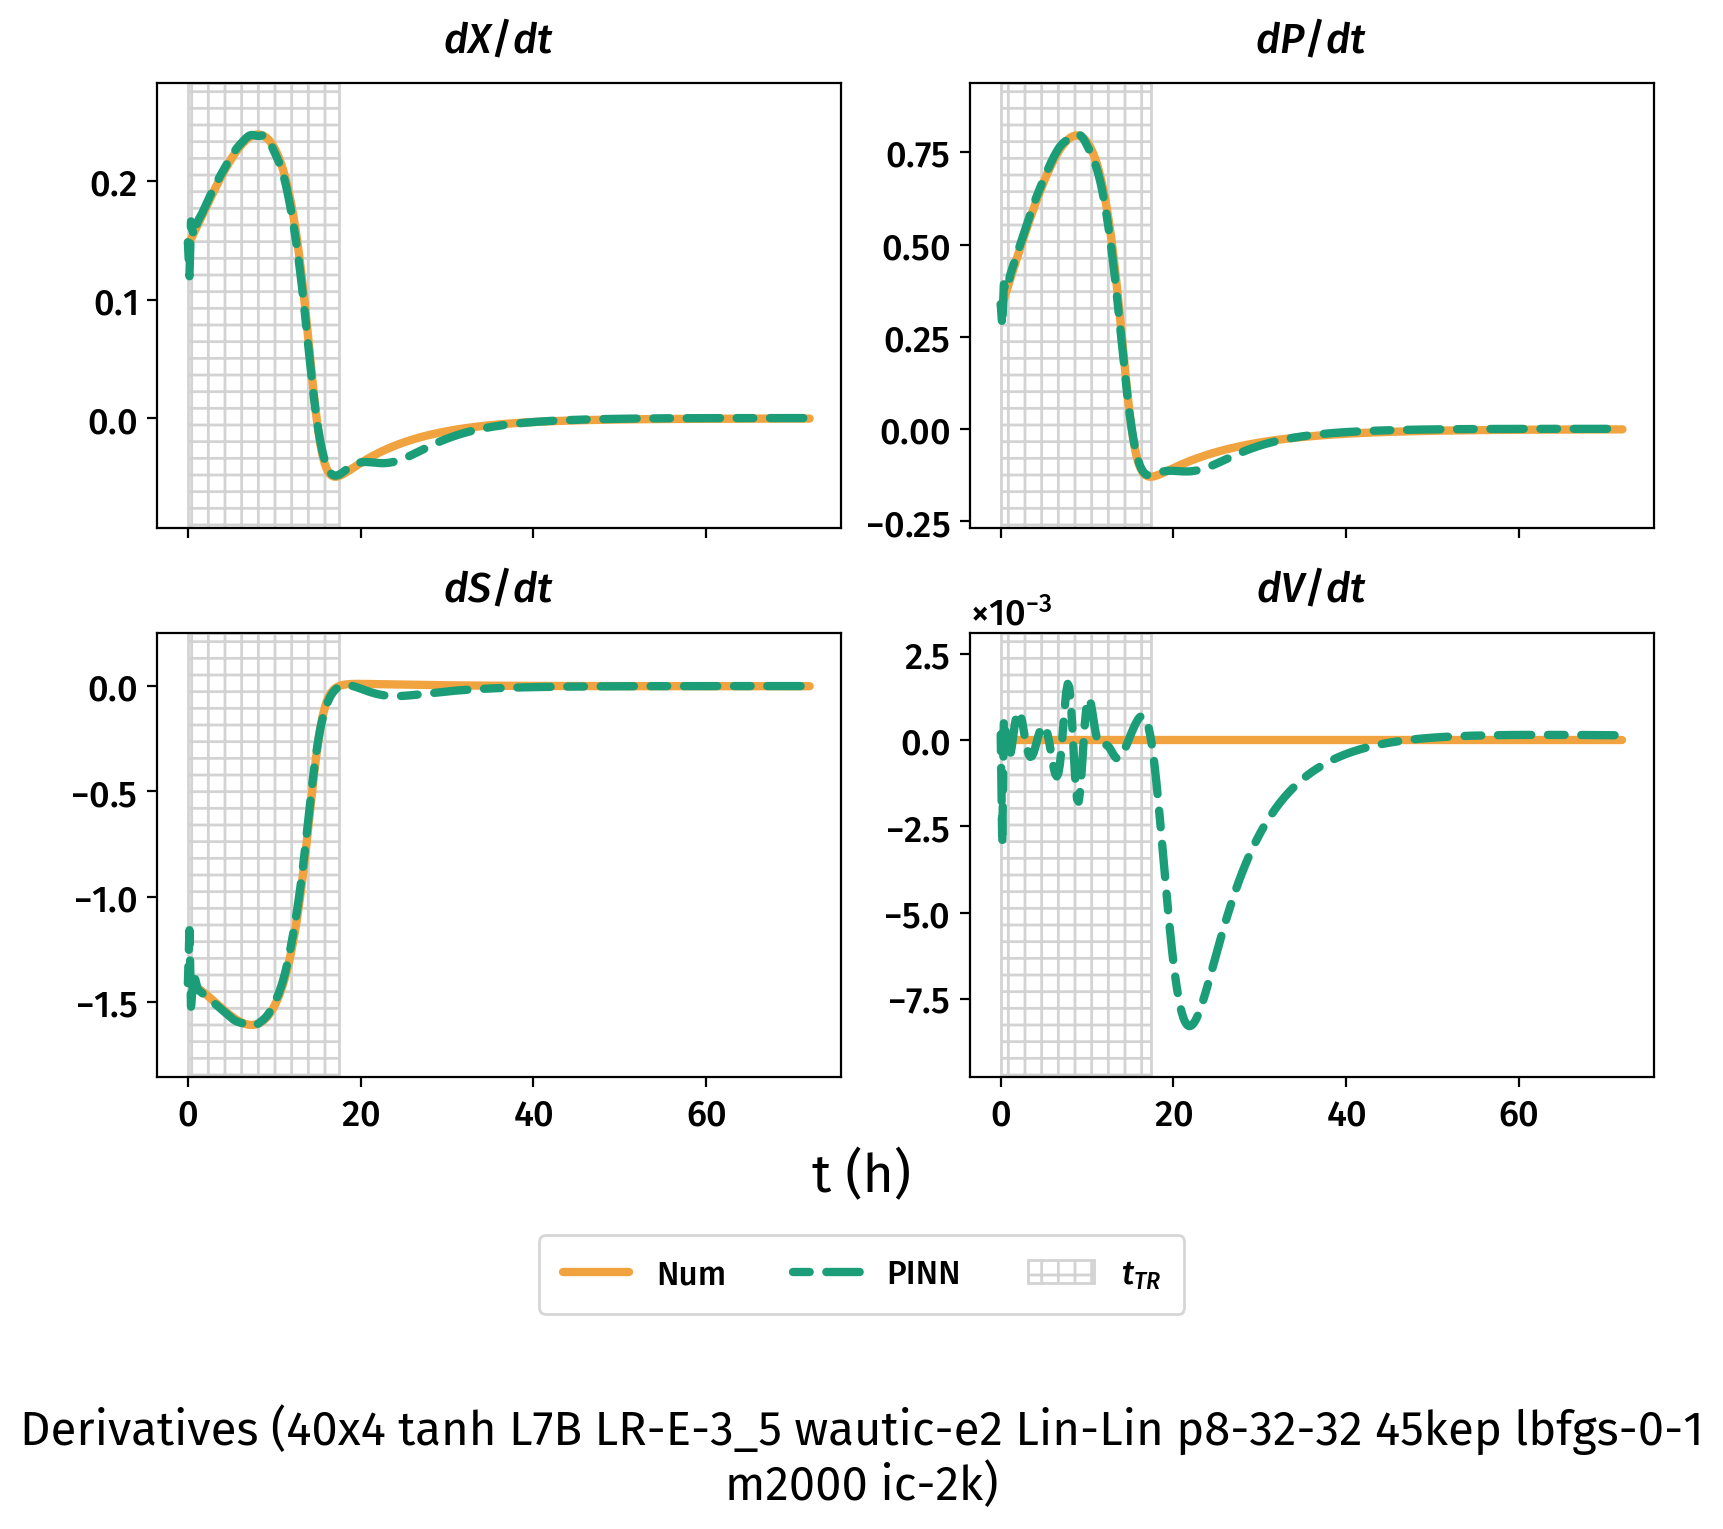 dX/dt
dP/dt
0.2
0.1
0.0
0.75
0.50
0.25
0.00
−0.25
dS/dt
dV/dt
×10⁻³
0.0
−0.5
−1.0
−1.5
2.5
0.0
−2.5
−5.0
−7.5
0 20 40 60
0 20 40 60
t (h)
Num PINN t_TR
Derivatives (40x4 tanh L7B LR-E-3_5 wautic-e2 Lin-Lin p8-32-32 45kep lbfgs-0-1
m2000 ic-2k)